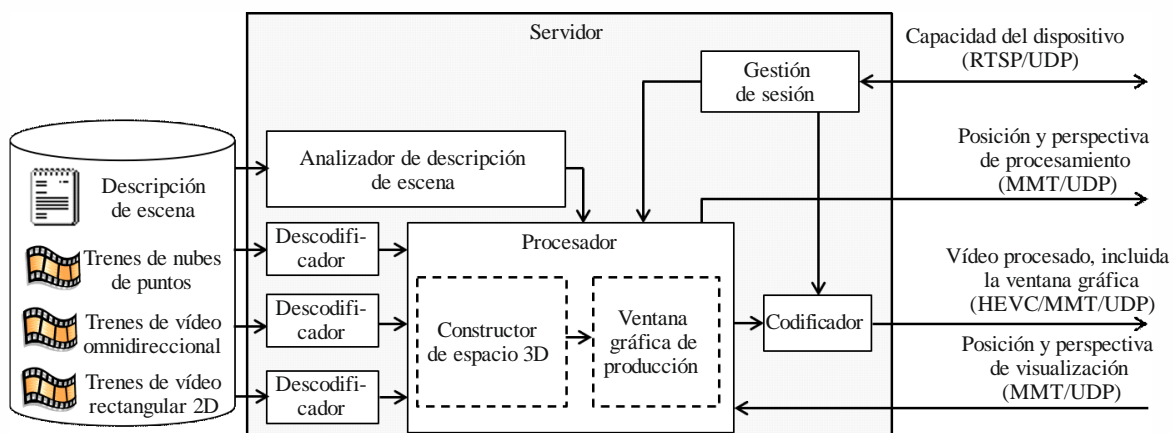 Servidor
Capacidad del dispositivo
(RTSP/UDP)
Gestión
de sesión
Analizador de descripción
de escena
Posición y perspectiva
de procesamiento
(MMT/UDP)
Descripción
de escena
Trenes de nubes
de puntos
Trenes de vídeo
omnidireccional
Trenes de vídeo
rectangular 2D
Descodifi-
cador
Descodifi-
cador
Descodifi-
cador
Procesador
Constructor
de espacio 3D
Ventana
gráfica de
producción
Codificador
Vídeo procesado, incluida
la ventana gráfica
(HEVC/MMT/UDP)
Posición y perspectiva
de visualización
(MMT/UDP)